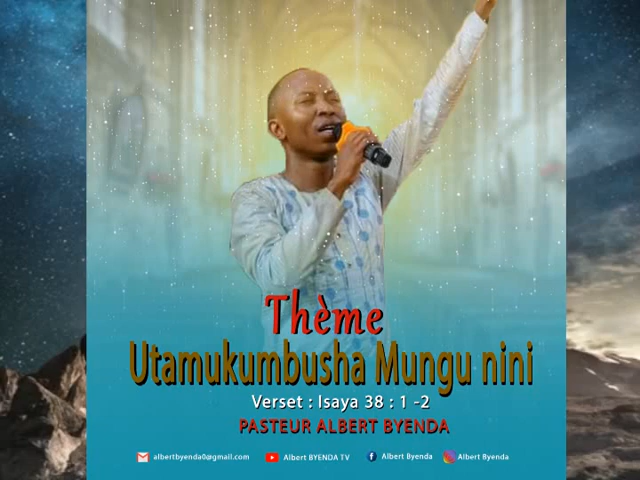 Thème
Utamukumbusha Mungu nini
Verset : Isaya 38 : 1 -2
PASTEUR ALBERT BYENDA
albertbyenda0@gmail.com Albert BYENDA TV Albert Byenda Albert Byenda